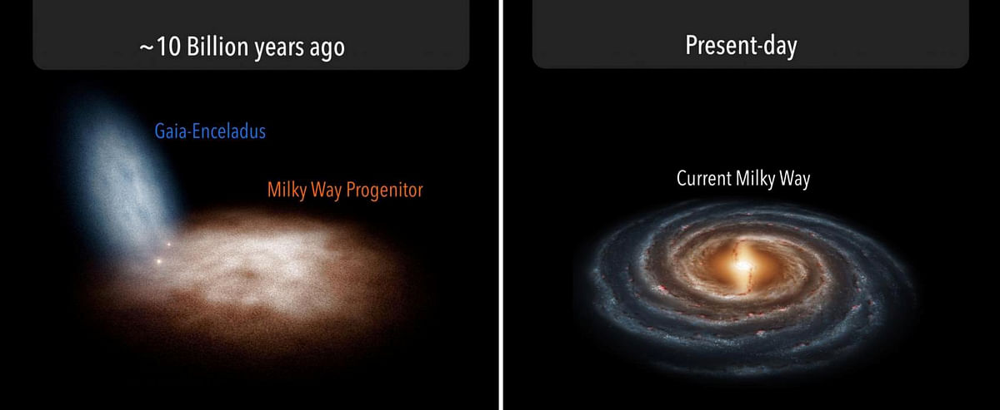 ~10 Billion years ago
Gaia-Enceladus
Milky Way Progenitor
Present-day
Current Milky Way